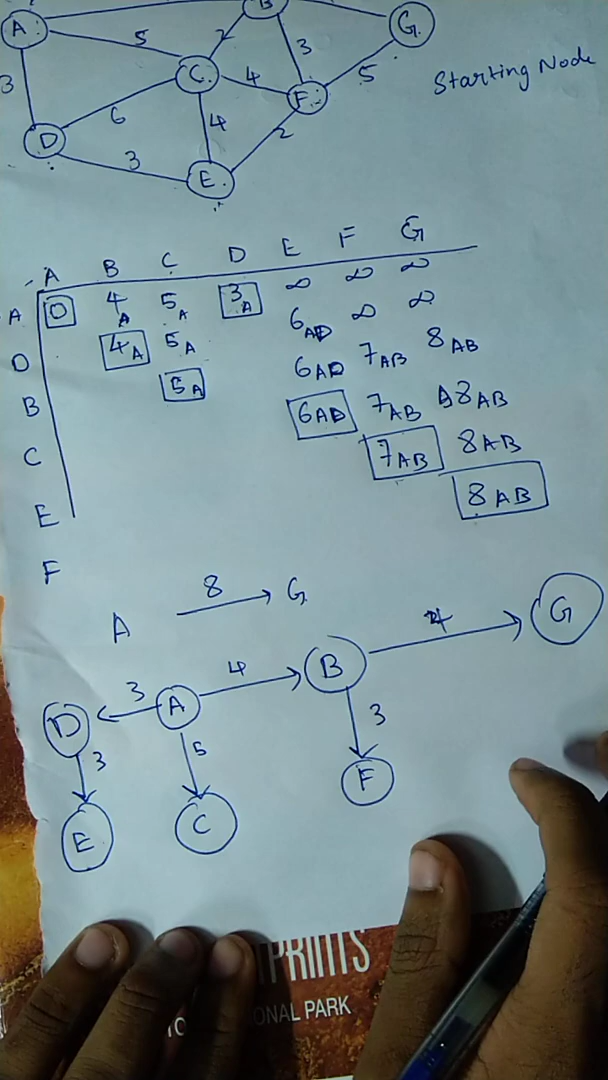 B
A
G
5
2
3
3
C
4
5
Starting Node
F
6
4
D
2
3
E
A B C D E F G
A 0 4A 5A 3A ∞ ∞ ∞
D 4A 5A 6AD ∞ ∞
B 5A 6AD 7AB 8AB
C 6AD 7AB 8AB
E 7AB 8AB
F 8AB
A 8 G
G
B
4
3 A
D
3
5
3
F
E
C
PRINTS
ONAL PARK